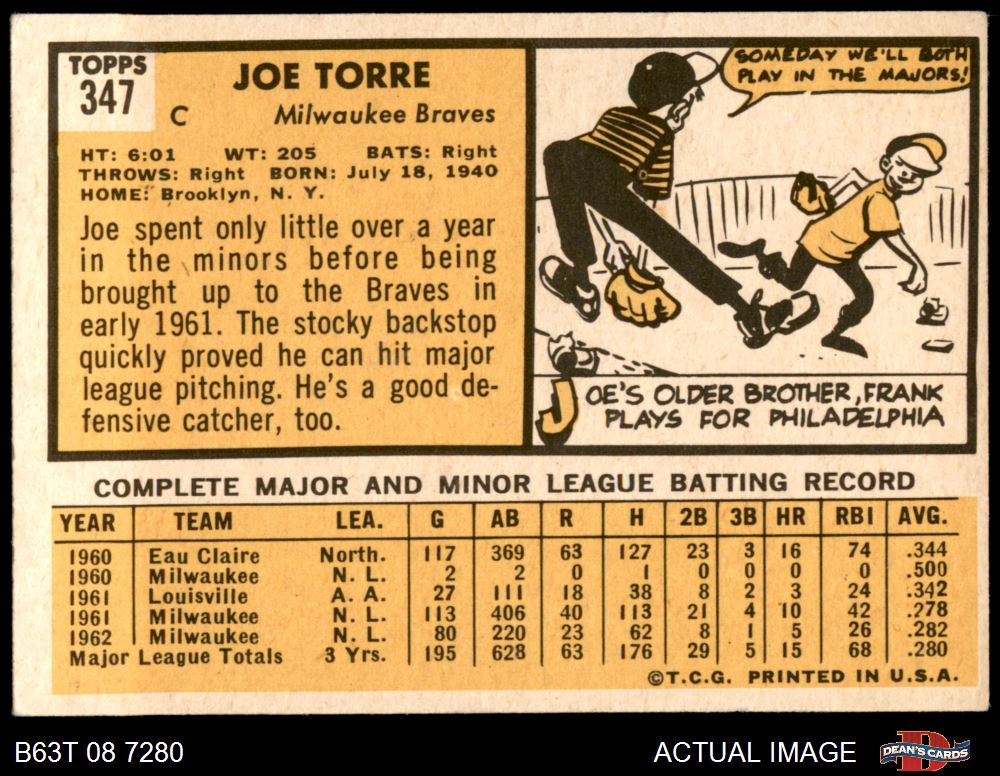 TOPPS
347
JOE TORRE
C Milwaukee Braves
HT: 6:01 WT: 205 BATS: Right
THROWS: Right BORN: July 18, 1940
HOME: Brooklyn, N. Y.
Joe spent only little over a year
in the minors before being
brought up to the Braves in
early 1961. The stocky backstop
quickly proved he can hit major
league pitching. He's a good de-
fensive catcher, too.
SOMEDAY WE'LL BOTH
PLAY IN THE MAJORS!
JOE'S OLDER BROTHER, FRANK
PLAYS FOR PHILADELPHIA
COMPLETE MAJOR AND MINOR LEAGUE BATTING RECORD
YEAR TEAM LEA. G AB R H 2B 3B HR RBI AVG.
1960 Eau Claire North. 117 369 63 127 23 3 16 74 .344
1960 Milwaukee N. L. 2 2 0 1 0 0 0 0 .500
1961 Louisville A. A. 27 111 18 38 8 2 3 24 .342
1961 Milwaukee N. L. 113 406 40 113 21 4 10 42 .278
1962 Milwaukee N. L. 80 220 23 62 8 1 5 26 .282
Major League Totals 3 Yrs. 195 628 63 176 29 5 15 68 .280
©T.C.G. PRINTED IN U.S.A.
B63T 08 7280 ACTUAL IMAGE DEAN'S CARDS